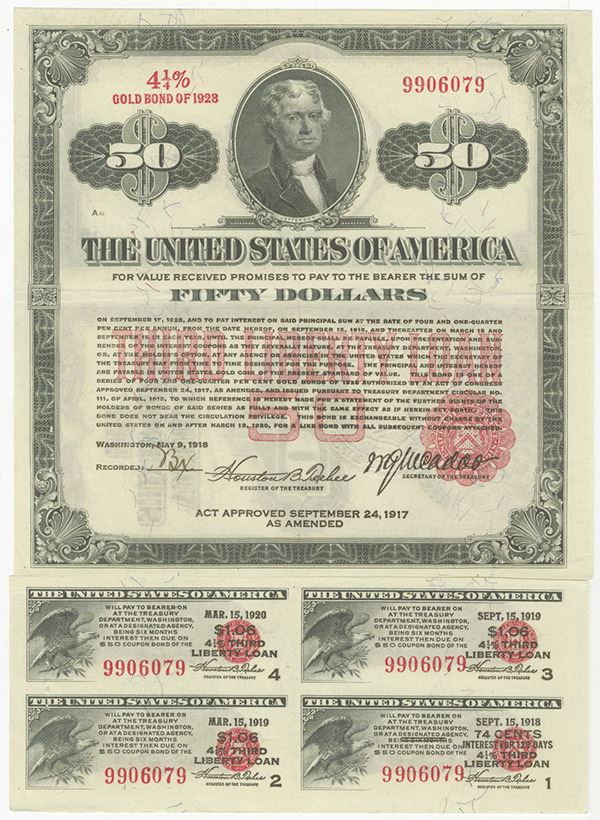 4¼%
GOLD BOND OF 1928
9906079
50
50
JEFFERSON
THE UNITED STATES OF AMERICA
FOR VALUE RECEIVED PROMISES TO PAY TO THE BEARER THE SUM OF
FIFTY DOLLARS
ON SEPTEMBER 15, 1928, AND TO PAY INTEREST ON SAID PRINCIPAL SUM AT THE RATE OF FOUR AND ONE-QUARTER
PER CENT PER ANNUM, FROM THE DATE HEREOF, ON SEPTEMBER 15, 1918, AND THEREAFTER ON MARCH 15 AND
SEPTEMBER 15 IN EACH YEAR, UNTIL THE PRINCIPAL HEREOF SHALL BE PAYABLE, UPON PRESENTATION AND SUR-
RENDER OF THE INTEREST COUPONS AS THEY SEVERALLY MATURE, AT THE TREASURY DEPARTMENT, WASHINGTON,
OR, AT THE HOLDER'S OPTION, AT ANY AGENCY OR AGENCIES IN THE UNITED STATES WHICH THE SECRETARY OF
THE TREASURY MAY FROM TIME TO TIME DESIGNATE FOR THE PURPOSE. THE PRINCIPAL AND INTEREST HEREOF
ARE PAYABLE IN UNITED STATES GOLD COIN OF THE PRESENT STANDARD OF VALUE. THIS BOND IS ONE OF A
SERIES OF FOUR AND ONE-QUARTER PER CENT GOLD BONDS OF 1928 AUTHORIZED BY AN ACT OF CONGRESS
APPROVED SEPTEMBER 24, 1917, AS AMENDED, AND ISSUED PURSUANT TO TREASURY DEPARTMENT CIRCULAR NO.
111, OF APRIL, 1918, TO WHICH REFERENCE IS HEREBY MADE FOR A STATEMENT OF THE FURTHER RIGHTS OF THE
HOLDERS OF BONDS OF SAID SERIES AS FULLY AND WITH THE SAME EFFECT AS IF HEREIN SET FORTH. THIS
BOND DOES NOT BEAR THE CIRCULATION PRIVILEGE. THIS BOND IS EXCHANGEABLE WITHOUT CHARGE BY THE
UNITED STATES ON AND AFTER MARCH 15, 1920, FOR A LIKE BOND WITH ALL SUBSEQUENT COUPONS ATTACHED.
THIRD LIBERTY LOAN
50
WASHINGTON, MAY 9, 1918
RECORDED
Houston B. Teehee
W G McAdoo
REGISTER OF THE TREASURY
SECRETARY OF THE TREASURY
ACT APPROVED SEPTEMBER 24, 1917
AS AMENDED
THE UNITED STATES OF AMERICA
WILL PAY TO BEARER ON
AT THE TREASURY
DEPARTMENT, WASHINGTON,
OR AT A DESIGNATED AGENCY,
BEING SIX MONTHS
INTEREST THEN DUE ON
$50 COUPON BOND OF THE
MAR. 15, 1920
$1.06
4¼% THIRD
LIBERTY LOAN
9906079
Houston B. Teehee
REGISTER OF THE TREASURY
4
THE UNITED STATES OF AMERICA
WILL PAY TO BEARER ON
AT THE TREASURY
DEPARTMENT, WASHINGTON,
OR AT A DESIGNATED AGENCY,
BEING SIX MONTHS
INTEREST THEN DUE ON
$50 COUPON BOND OF THE
SEPT. 15, 1919
$1.06
4¼% THIRD
LIBERTY LOAN
9906079
Houston B. Teehee
REGISTER OF THE TREASURY
3
THE UNITED STATES OF AMERICA
WILL PAY TO BEARER ON
AT THE TREASURY
DEPARTMENT, WASHINGTON,
OR AT A DESIGNATED AGENCY,
BEING SIX MONTHS
INTEREST THEN DUE ON
$50 COUPON BOND OF THE
MAR. 15, 1919
$1.06
4¼% THIRD
LIBERTY LOAN
9906079
Houston B. Teehee
REGISTER OF THE TREASURY
2
THE UNITED STATES OF AMERICA
WILL PAY TO BEARER ON
AT THE TREASURY
DEPARTMENT, WASHINGTON,
OR AT A DESIGNATED AGENCY,
BEING SIX MONTHS
INTEREST THEN DUE ON
$50 COUPON BOND OF THE
SEPT. 15, 1918
74 CENTS
INTEREST FOR 129 DAYS
4¼% THIRD
LIBERTY LOAN
9906079
Houston B. Teehee
REGISTER OF THE TREASURY
1